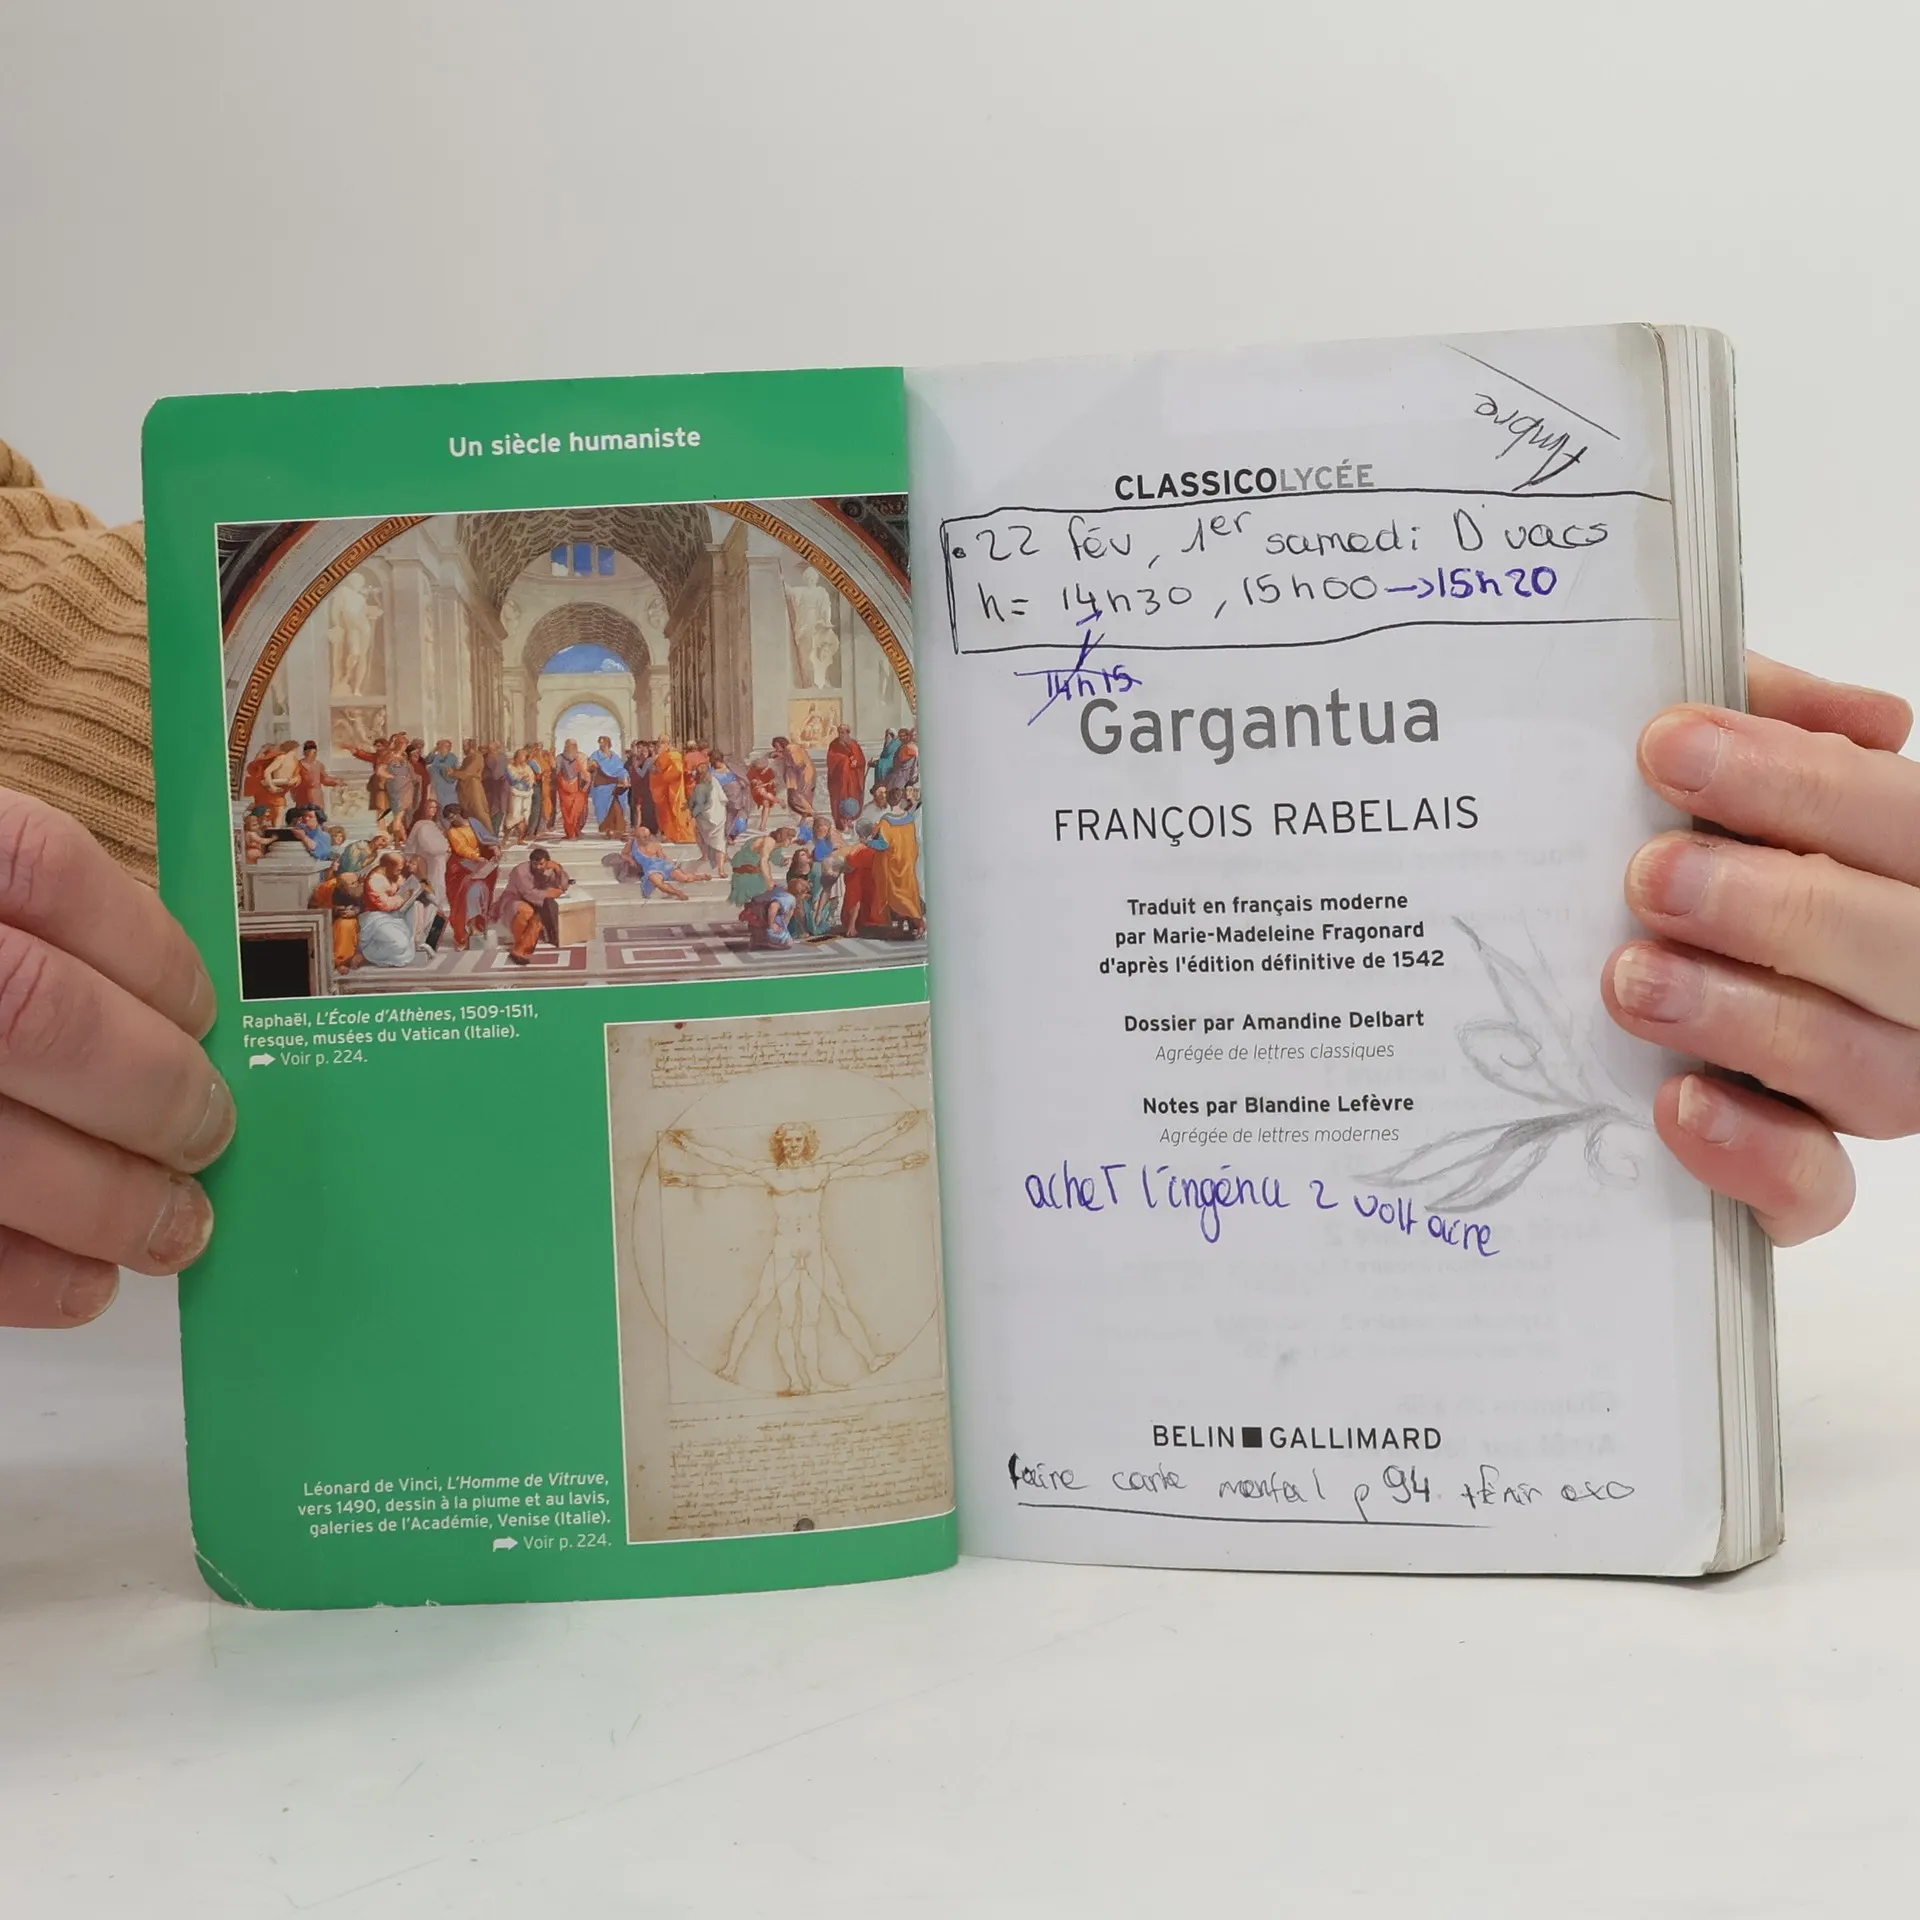 Un siècle humaniste
Raphaël, L'École d'Athènes, 1509-1511,
fresque, musées du Vatican (Italie).
Voir p. 224.
Léonard de Vinci, L'Homme de Vitruve,
vers 1490, dessin à la plume et au lavis,
galeries de l'Académie, Venise (Italie).
Voir p. 224.
Ambre
CLASSICOLYCÉE
• 22 fév, 1er samedi D vacs
h= 14h30, 15h00 →15h20
14h15
Gargantua
FRANÇOIS RABELAIS
Traduit en français moderne
par Marie-Madeleine Fragonard
d'après l'édition définitive de 1542
Dossier par Amandine Delbart
Agrégée de lettres classiques
Notes par Blandine Lefèvre
Agrégée de lettres modernes
achet l'ingénu 2 voltaire
BELIN ■ GALLIMARD
faire carte mental p 94. + finir exo